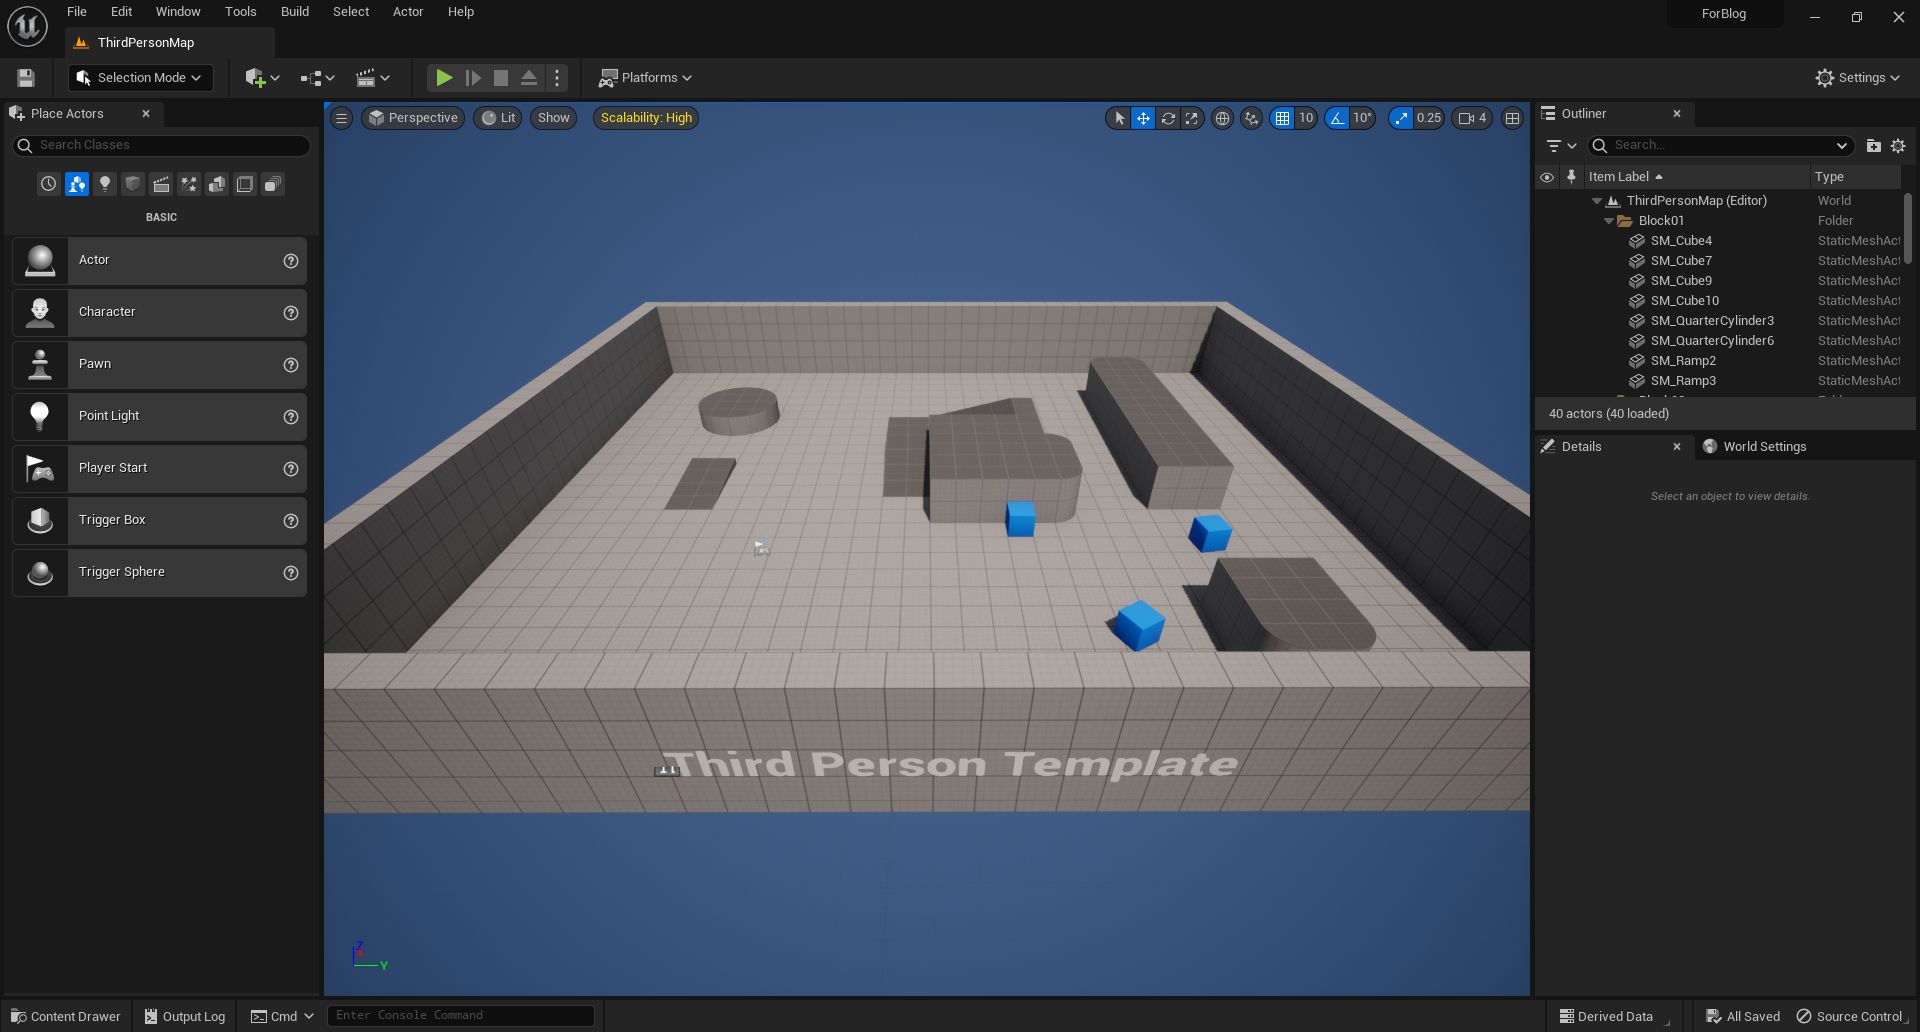 File Edit Window Tools Build Select Actor Help
ForBlog
ThirdPersonMap
Selection Mode
Platforms
Settings
Place Actors
Search Classes
BASIC
Actor
Character
Pawn
Point Light
Player Start
Trigger Box
Trigger Sphere
Perspective Lit Show Scalability: High
10 10° 0.25 4
Third Person Template
Z
X
Y
Outliner
Search...
Item Label Type
ThirdPersonMap (Editor) World
Block01 Folder
SM_Cube4 StaticMeshAct
SM_Cube7 StaticMeshAct
SM_Cube9 StaticMeshAct
SM_Cube10 StaticMeshAct
SM_QuarterCylinder3 StaticMeshAct
SM_QuarterCylinder6 StaticMeshAct
SM_Ramp2 StaticMeshAct
SM_Ramp3 StaticMeshAct
40 actors (40 loaded)
Details World Settings
Select an object to view details.
Content Drawer Output Log Cmd Enter Console Command
Derived Data All Saved Source Control